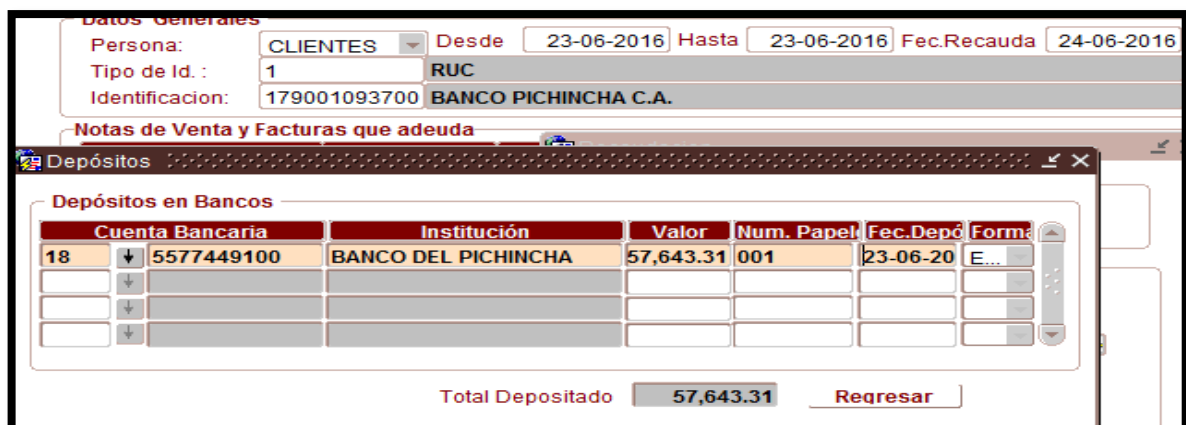 Datos Generales
Persona: CLIENTES Desde 23-06-2016 Hasta 23-06-2016 Fec.Recauda 24-06-2016
Tipo de Id. : 1 RUC
Identificacion: 179001093700 BANCO PICHINCHA C.A.
Notas de Venta y Facturas que adeuda
Depósitos
Depósitos en Bancos
Cuenta Bancaria Institución Valor Num. Papel Fec.Depó Forma
18 5577449100 BANCO DEL PICHINCHA 57,643.31 001 23-06-20 E...
Total Depositado 57,643.31 Regresar